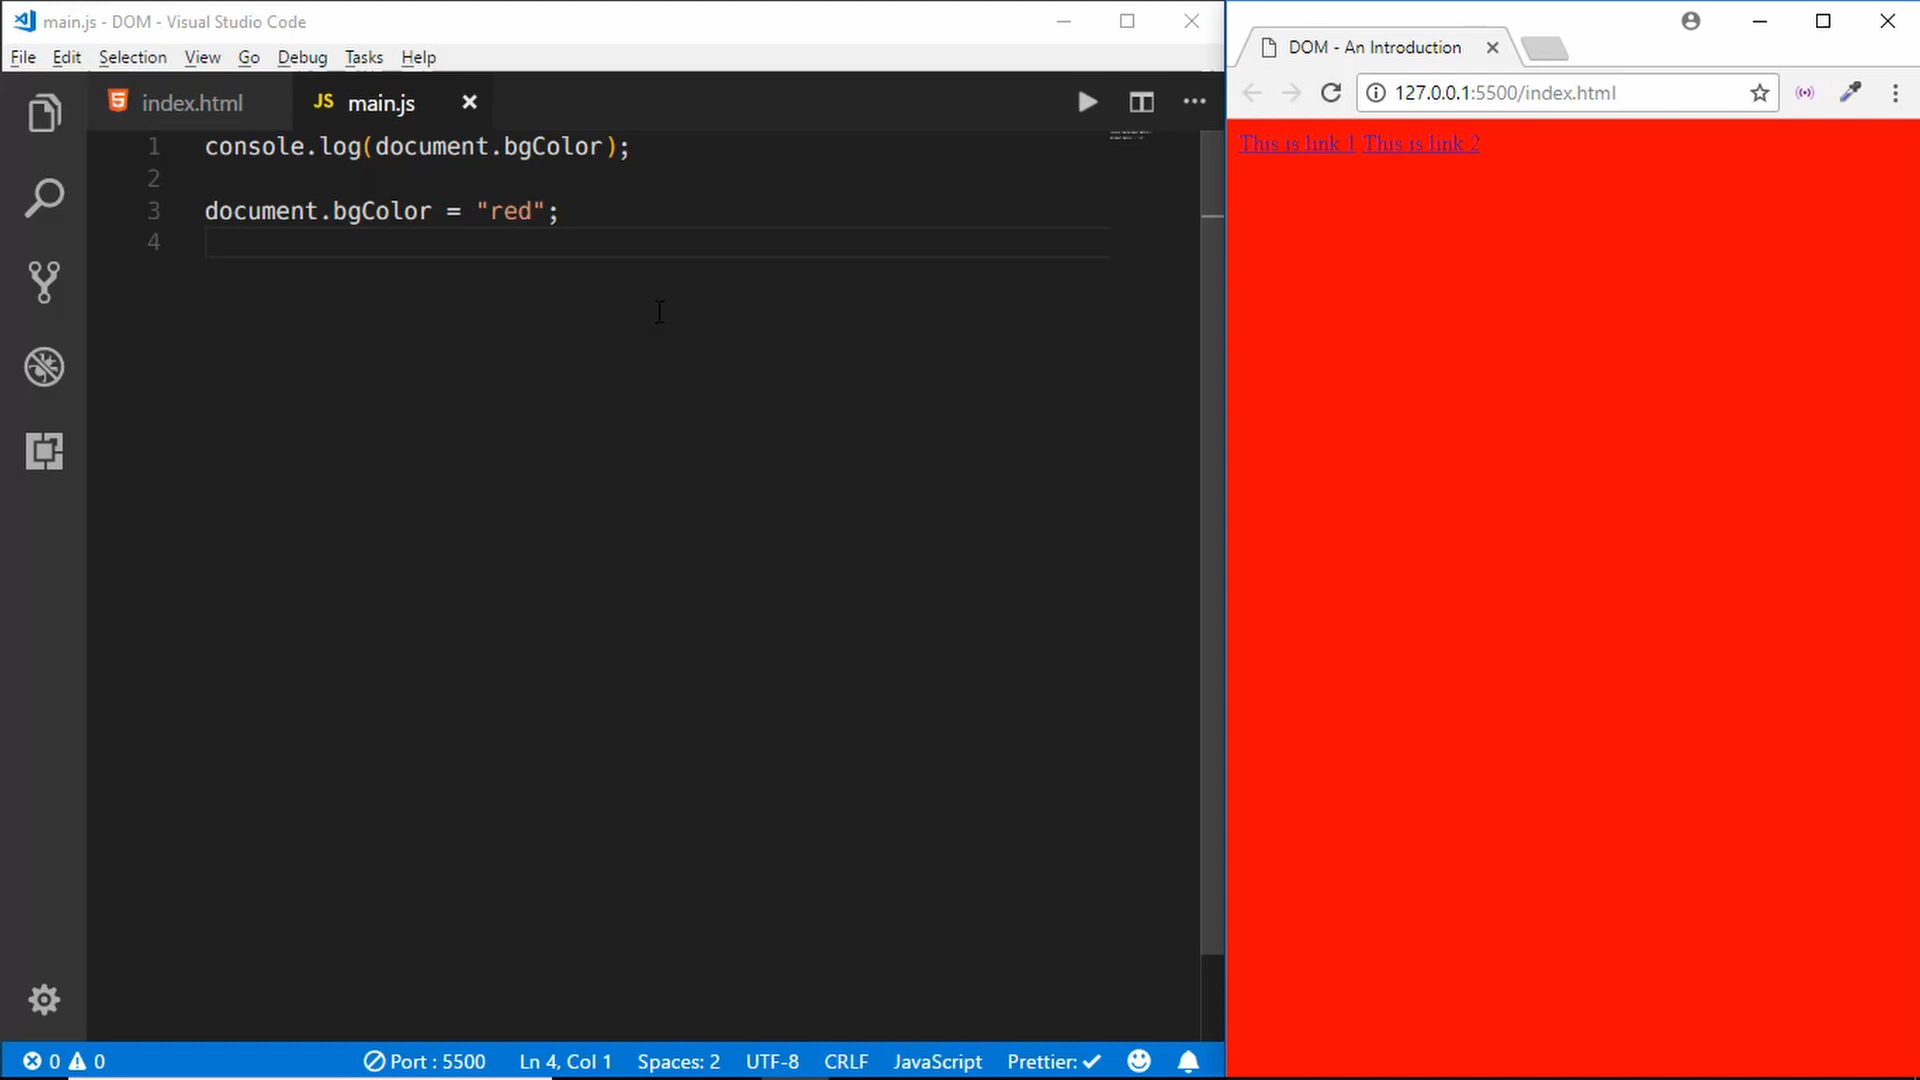 main.js - DOM - Visual Studio Code
File Edit Selection View Go Debug Tasks Help
index.html
JS main.js
1 console.log(document.bgColor);
2
3 document.bgColor = "red";
4
0 0 Port : 5500 Ln 4, Col 1 Spaces: 2 UTF-8 CRLF JavaScript Prettier:
DOM - An Introduction
127.0.0.1:5500/index.html
This is link 1 This is link 2